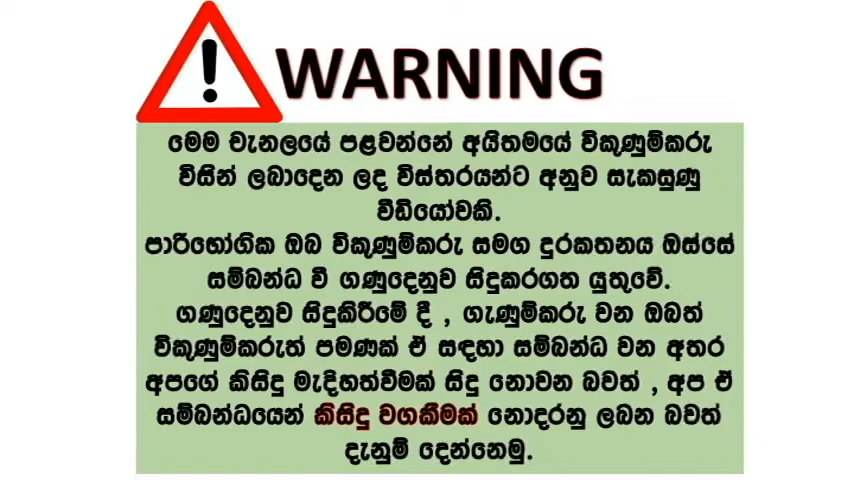 WARNING
මෙම චැනලයේ පළවන්නේ අයිතමයේ විකුණුම්කරු
විසින් ලබාදෙන ලද විස්තරයන්ට අනුව සැකසුණු
වීඩියෝවකි.
පාරිභෝගික ඔබ විකුණුම්කරු සමග දුරකතනය ඔස්සේ
සම්බන්ධ වී ගණුදෙනුව සිදුකරගත යුතුවේ.
ගණුදෙනුව සිදුකිරීමේ දී , ගැණුම්කරු වන ඔබත්
විකුණුම්කරුත් පමණක් ඒ සඳහා සම්බන්ධ වන අතර
අපගේ කිසිදු මැදිහත්වීමක් සිදු නොවන බවත් , අප ඒ
සම්බන්ධයෙන් කිසිදු වගකීමක් නොදරනු ලබන බවත්
දැනුම් දෙන්නෙමු.